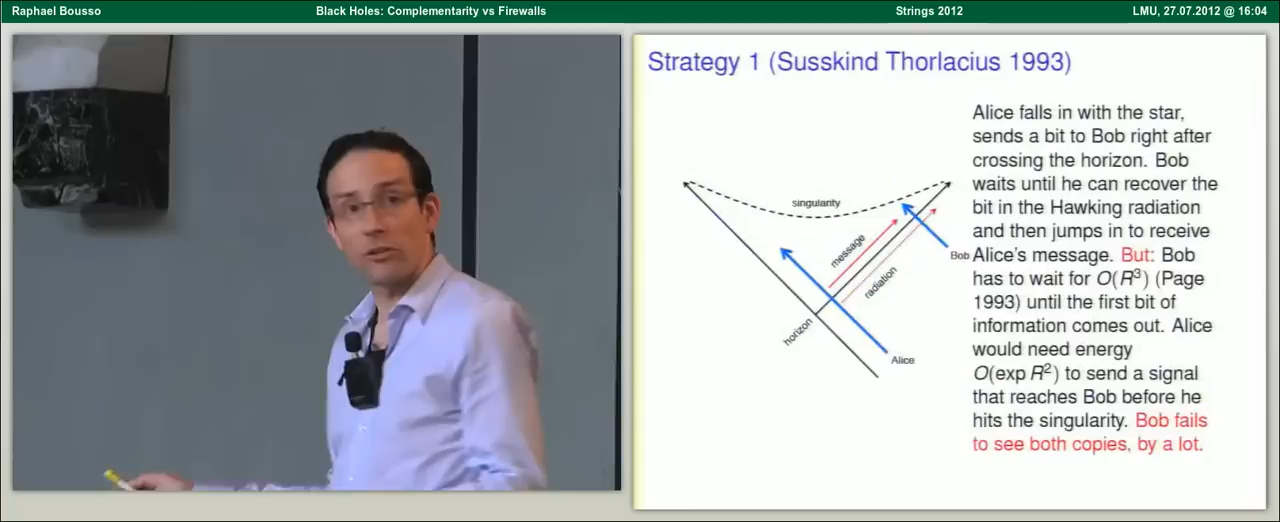 Raphael Bousso Black Holes: Complementarity vs Firewalls Strings 2012 LMU, 27.07.2012 @ 16:04
Strategy 1 (Susskind Thorlacius 1993)
Alice falls in with the star,
sends a bit to Bob right after
crossing the horizon. Bob
waits until he can recover the
bit in the Hawking radiation
and then jumps in to receive
Alice's message. But: Bob
has to wait for O(R³) (Page
1993) until the first bit of
information comes out. Alice
would need energy
O(exp R²) to send a signal
that reaches Bob before he
hits the singularity. Bob fails
to see both copies, by a lot.
singularity
message
radiation
Bob
horizon
Alice